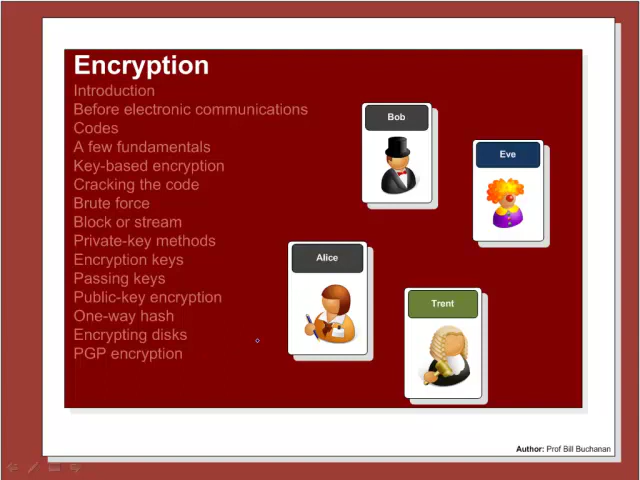 Encryption
Introduction
Before electronic communications
Codes
A few fundamentals
Key-based encryption
Cracking the code
Brute force
Block or stream
Private-key methods
Encryption keys
Passing keys
Public-key encryption
One-way hash
Encrypting disks
PGP encryption
Bob
Eve
Alice
Trent
Author: Prof Bill Buchanan